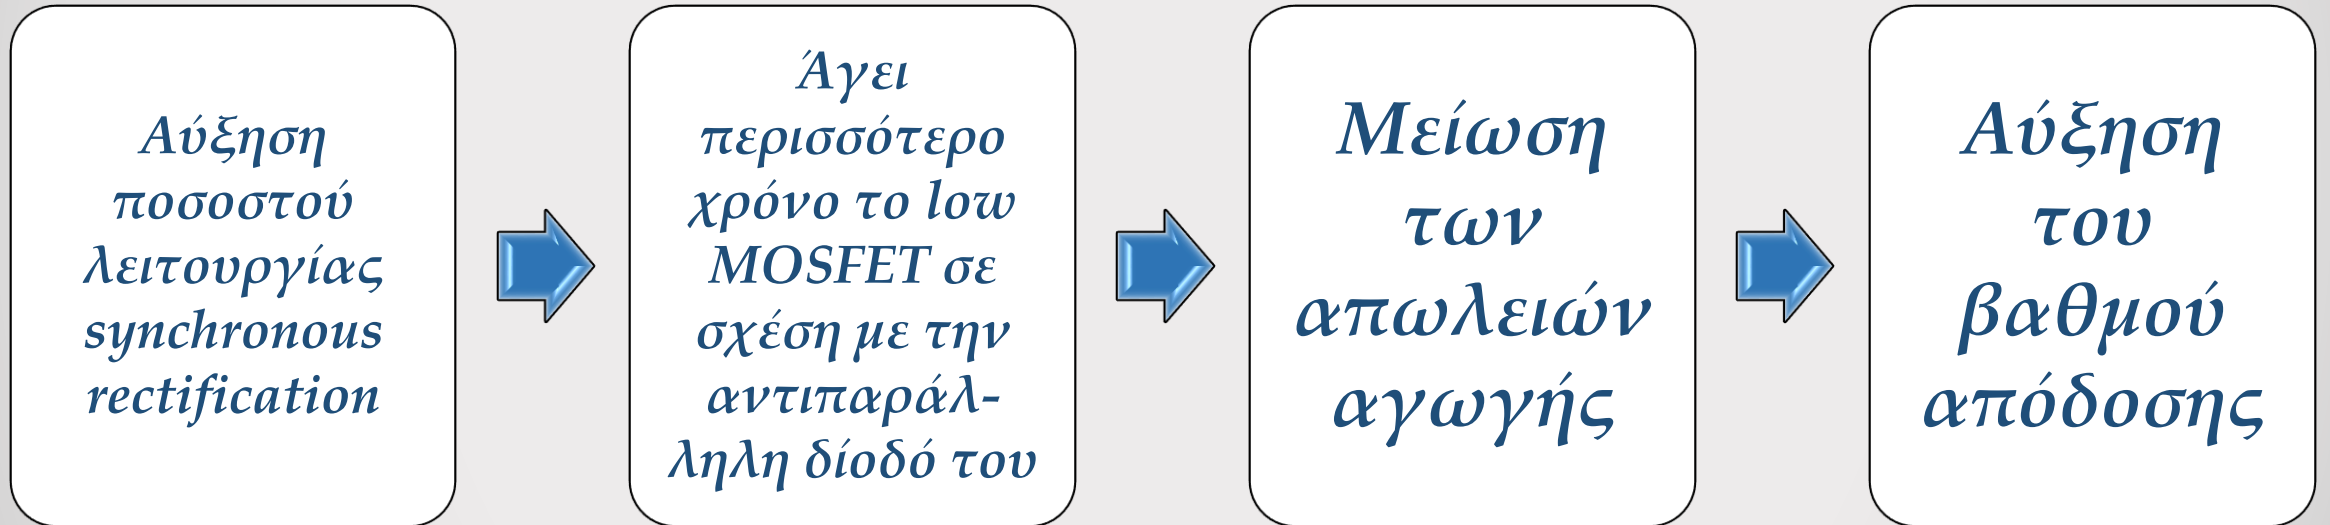 Αύξηση
ποσοστού
λειτουργίας
synchronous
rectification
Άγει
περισσότερο
χρόνο το low
MOSFET σε
σχέση με την
αντιπαράλ-
ληλη δίοδό του
Μείωση
των
απωλειών
αγωγής
Αύξηση
του
βαθμού
απόδοσης